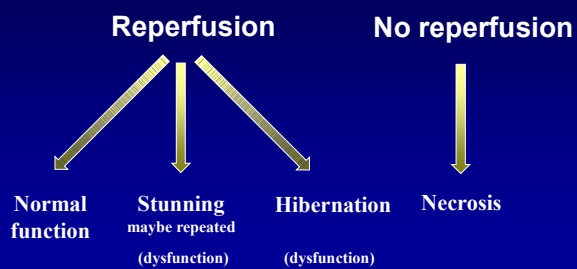 Reperfusion
No reperfusion
Normal
function
Stunning
maybe repeated
(dysfunction)
Hibernation
(dysfunction)
Necrosis